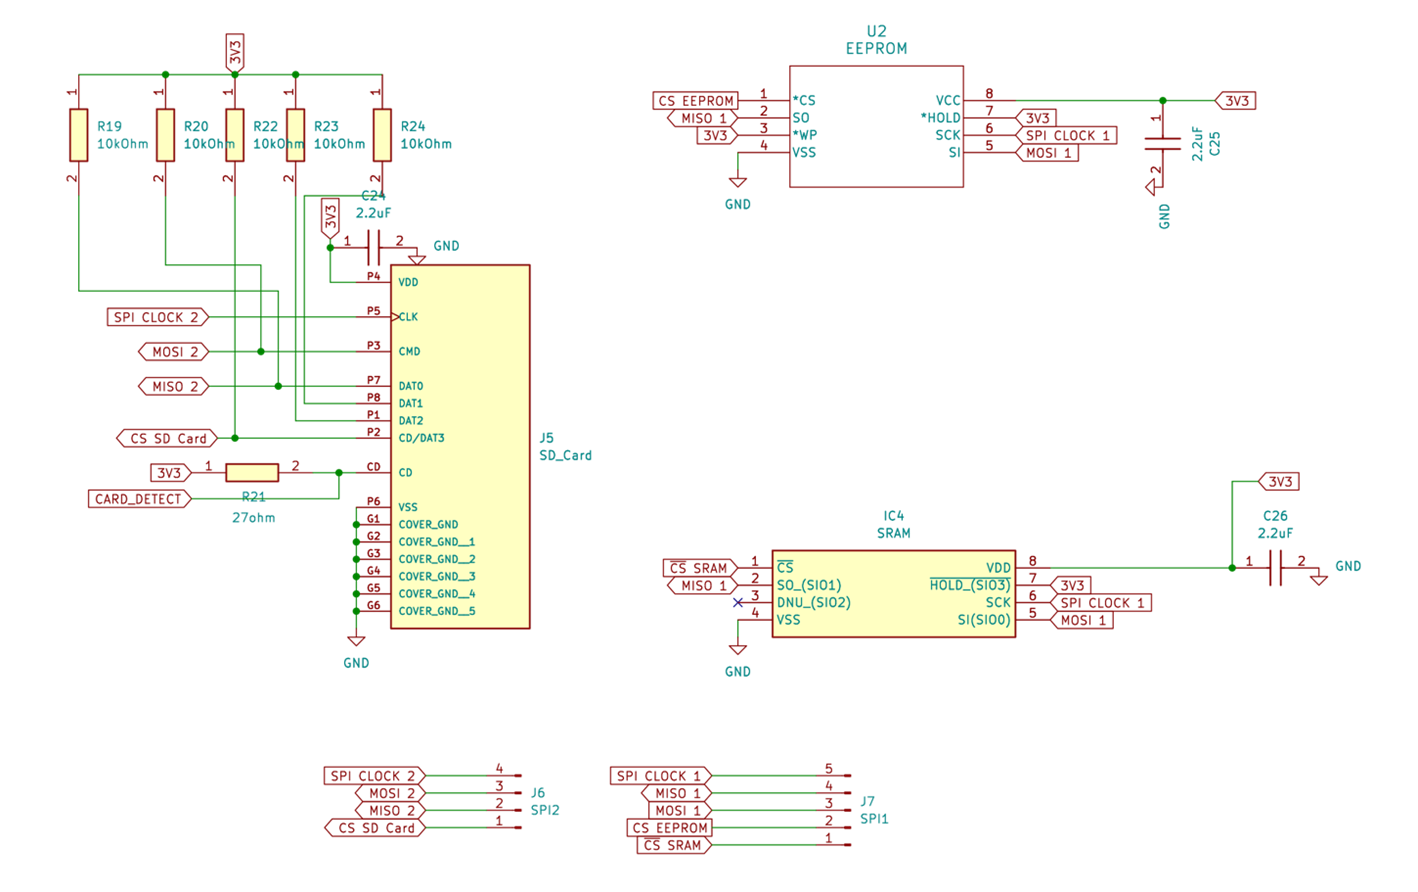 3V3
1
1
1
1
1
R19
10kOhm
R20
10kOhm
R22
10kOhm
R23
10kOhm
R24
10kOhm
2
2
2
2
2
3V3
C24
2.2uF
1
2
GND
P4 VDD
SPI CLOCK 2
P5 CLK
MOSI 2
P3 CMD
MISO 2
P7 DAT0
P8 DAT1
P1 DAT2
CS SD Card
P2 CD/DAT3
3V3
1
2
CD CD
CARD_DETECT
R21
27ohm
P6 VSS
G1 COVER_GND
G2 COVER_GND__1
G3 COVER_GND__2
G4 COVER_GND__3
G5 COVER_GND__4
G6 COVER_GND__5
GND
J5
SD_Card
U2
EEPROM
CS EEPROM 1 *CS
MISO 1 2 SO
3V3 3 *WP
4 VSS
GND
VCC 8
3V3
*HOLD 7 3V3
SCK 6 SPI CLOCK 1
SI 5 MOSI 1
1
2.2uF
C25
2
GND
IC4
SRAM
CS SRAM 1 CS
MISO 1 2 SO_(SIO1)
3 DNU_(SIO2)
4 VSS
GND
VDD 8
HOLD_(SIO3) 7 3V3
SCK 6 SPI CLOCK 1
SI(SIO0) 5 MOSI 1
3V3
C26
2.2uF
1
2
GND
SPI CLOCK 2 4
MOSI 2 3
MISO 2 2
CS SD Card 1
J6
SPI2
SPI CLOCK 1 5
MISO 1 4
MOSI 1 3
CS EEPROM 2
CS SRAM 1
J7
SPI1